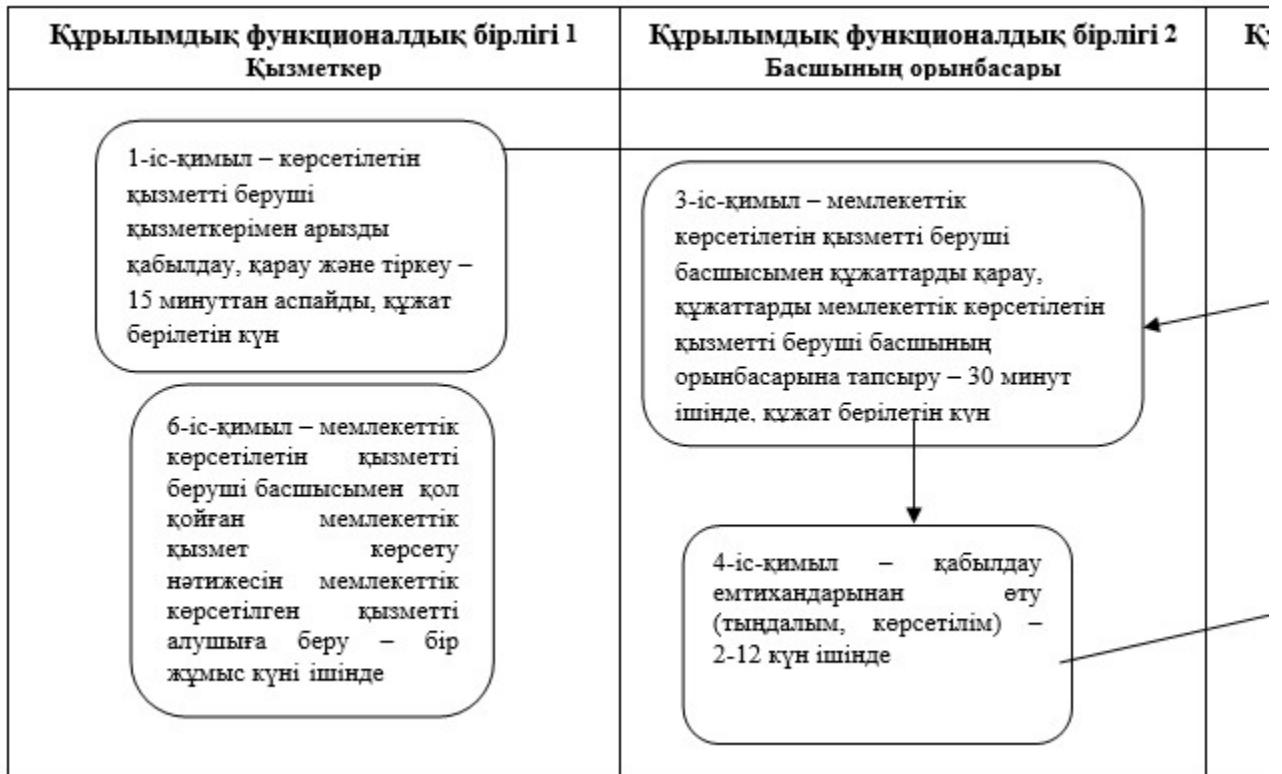 Құрылымдық функционалдық бірлігі 1
Қызметкер
Құрылымдық функционалдық бірлігі 2
Басшының орынбасары
1-іс-қимыл – көрсетілетін
қызметті беруші
қызметкерімен арызды
қабылдау, қарау және тіркеу –
15 минуттан аспайды, құжат
берілетін күн
6-іс-қимыл – мемлекеттік
көрсетілетін қызметті
беруші басшысымен қол
қойған мемлекеттік
қызмет көрсету
нәтижесін мемлекеттік
көрсетілген қызметті
алушыға беру – бір
жұмыс күні ішінде
3-іс-қимыл – мемлекеттік
көрсетілетін қызметті беруші
басшысымен құжаттарды қарау,
құжаттарды мемлекеттік көрсетілетін
қызметті беруші басшының
орынбасарына тапсыру – 30 минут
ішінде, құжат берілетін күн
4-іс-қимыл – қабылдау
емтихандарынан өту
(тыңдалым, көрсетілім) –
2-12 күн ішінде